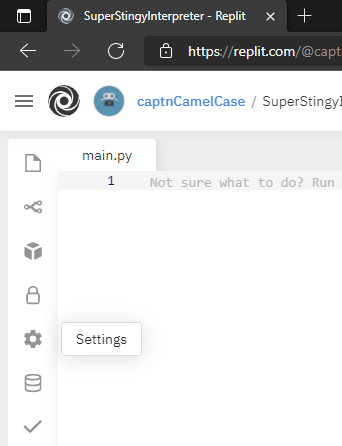 SuperStingyInterpreter - Replit
https://replit.com/@capt
captnCamelCase / SuperStingyI
main.py
1 Not sure what to do? Run
Settings